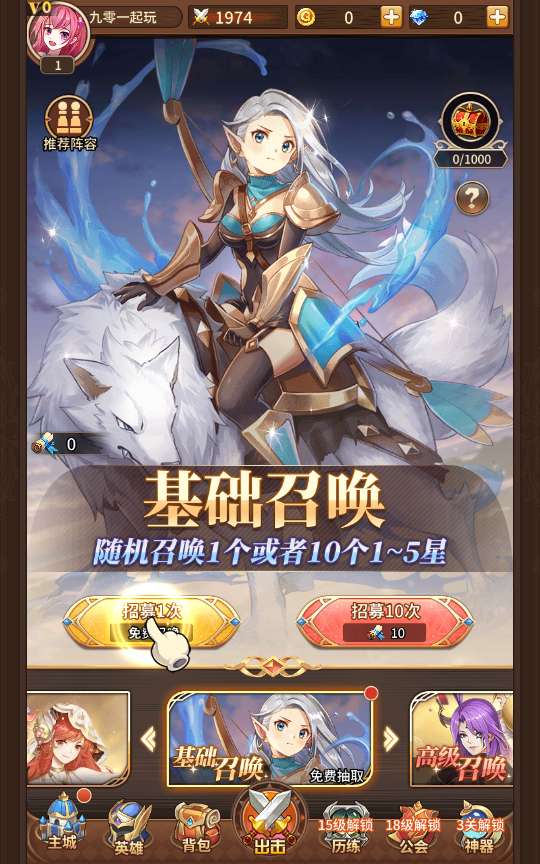 V0
九零一起玩
1974
0
0
1
推荐阵容
0/1000
?
0
基础召唤
随机召唤1个或者10个1~5星
招募1次
招募10次
10
基础召唤
免费抽取
高级召唤
主城
英雄
背包
出击
15级解锁
历练
18级解锁
公会
3关解锁
神器